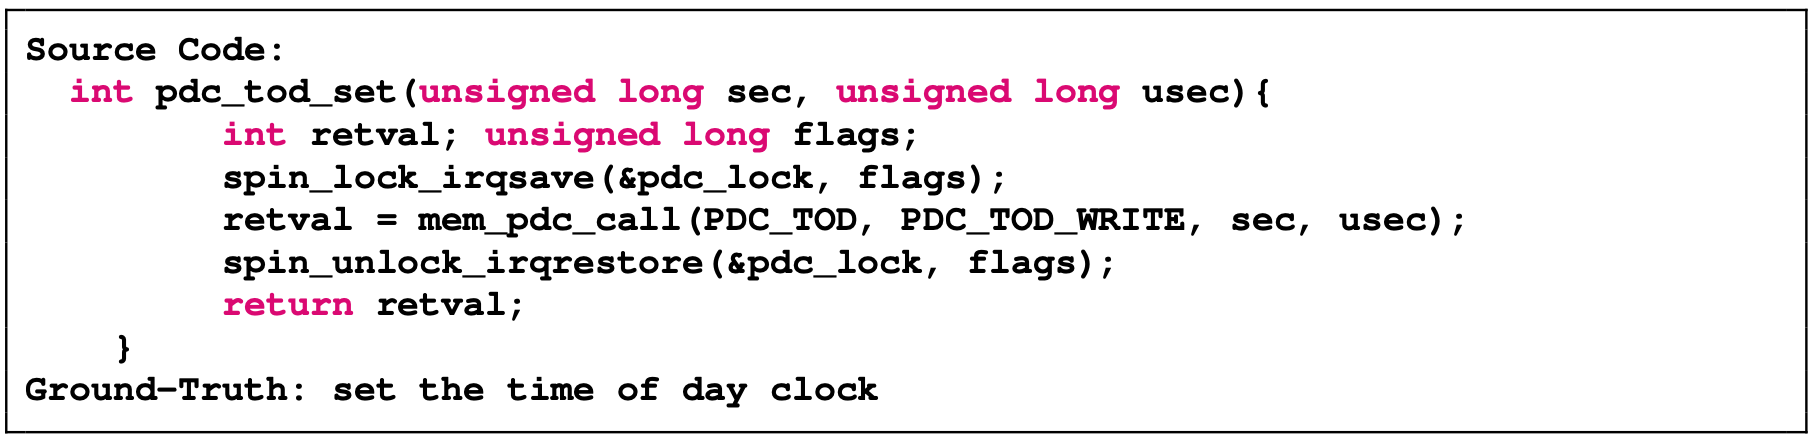 Source Code:
int pdc_tod_set(unsigned long sec, unsigned long usec){
int retval; unsigned long flags;
spin_lock_irqsave(&pdc_lock, flags);
retval = mem_pdc_call(PDC_TOD, PDC_TOD_WRITE, sec, usec);
spin_unlock_irqrestore(&pdc_lock, flags);
return retval;
}
Ground-Truth: set the time of day clock